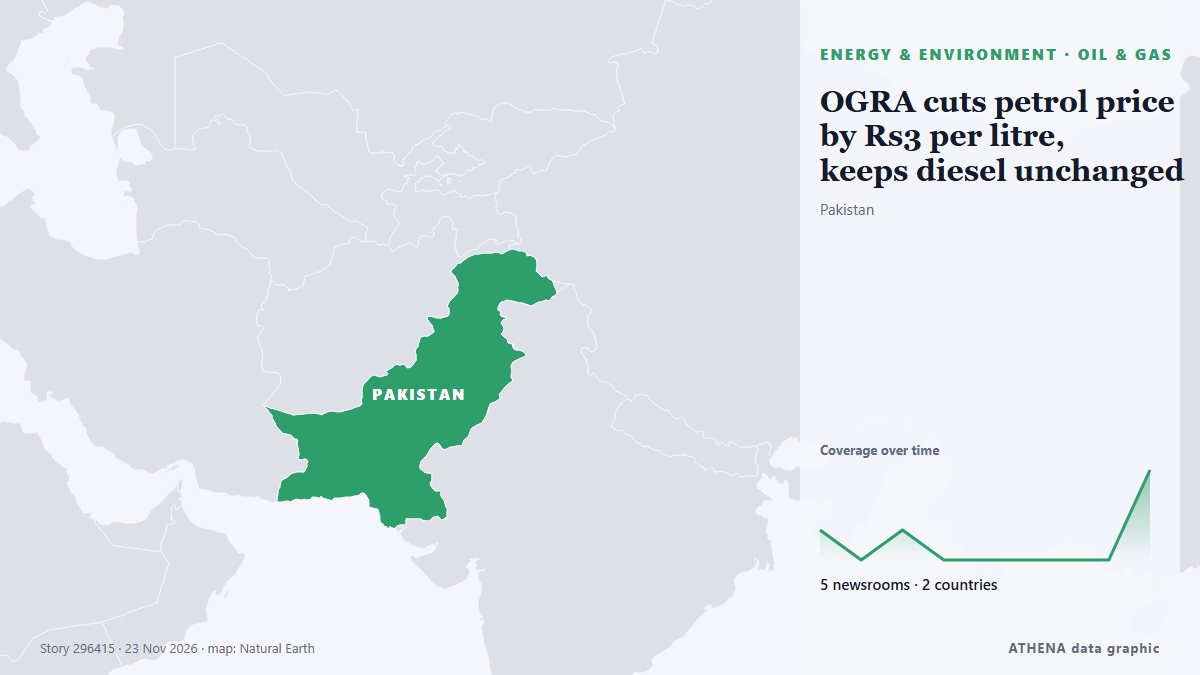 ENERGY & ENVIRONMENT · OIL & GAS
OGRA cuts petrol price
by Rs3 per litre,
keeps diesel unchanged
Pakistan
PAKISTAN
Coverage over time
5 newsrooms · 2 countries
Story 296415 · 23 Nov 2026 · map: Natural Earth
ATHENA data graphic